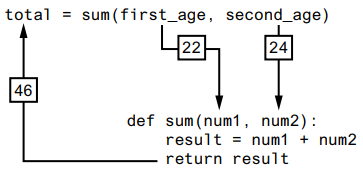 total = sum(first_age, second_age)
22
24
46
def sum(num1, num2):
    result = num1 + num2
    return result